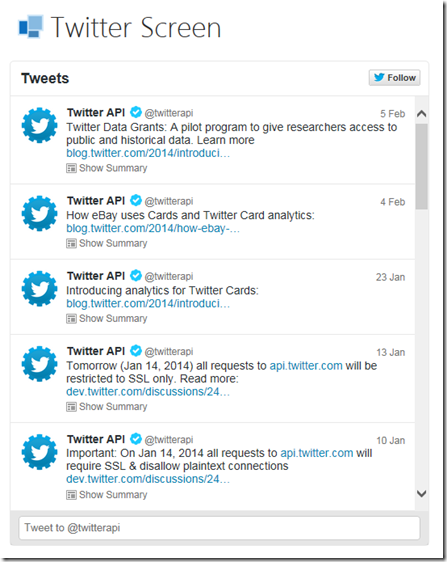 Twitter Screen
Tweets
Follow
Twitter API @twitterapi 5 Feb
Twitter Data Grants: A pilot program to give researchers access to
public and historical data. Learn more
blog.twitter.com/2014/introduci…
Show Summary
Twitter API @twitterapi 4 Feb
How eBay uses Cards and Twitter Card analytics:
blog.twitter.com/2014/how-ebay-…
Show Summary
Twitter API @twitterapi 23 Jan
Introducing analytics for Twitter Cards:
blog.twitter.com/2014/introduci…
Show Summary
Twitter API @twitterapi 13 Jan
Tomorrow (Jan 14, 2014) all requests to api.twitter.com will be
restricted to SSL only. Read more:
dev.twitter.com/discussions/24…
Show Summary
Twitter API @twitterapi 10 Jan
Important: On Jan 14, 2014 all requests to api.twitter.com will
require SSL & disallow plaintext connections
dev.twitter.com/discussions/24…
Show Summary
Tweet to @twitterapi